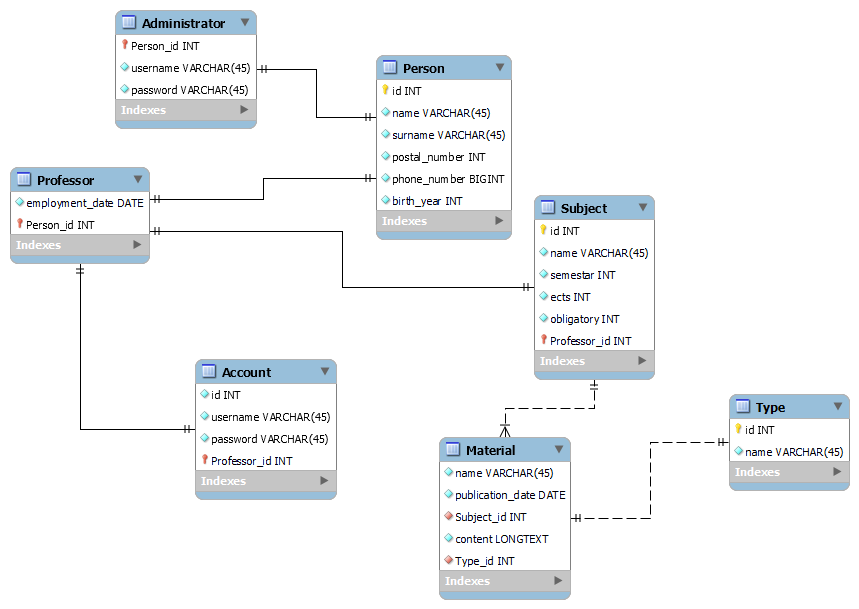 Administrator
Person_id INT
username VARCHAR(45)
password VARCHAR(45)
Indexes
Person
id INT
name VARCHAR(45)
surname VARCHAR(45)
postal_number INT
phone_number BIGINT
birth_year INT
Indexes
Professor
employment_date DATE
Person_id INT
Indexes
Subject
id INT
name VARCHAR(45)
semestar INT
ects INT
obligatory INT
Professor_id INT
Indexes
Account
id INT
username VARCHAR(45)
password VARCHAR(45)
Professor_id INT
Indexes
Material
name VARCHAR(45)
publication_date DATE
Subject_id INT
content LONGTEXT
Type_id INT
Indexes
Type
id INT
name VARCHAR(45)
Indexes